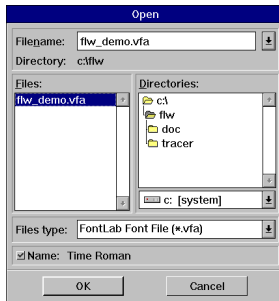 Open
Filename: flw_demo.vfa
Directory: c:\flw
Files:
flw_demo.vfa
Directories:
c:\
flw
doc
tracer
c: [system]
Files type: FontLab Font File (*.vfa)
Name: Time Roman
OK Cancel